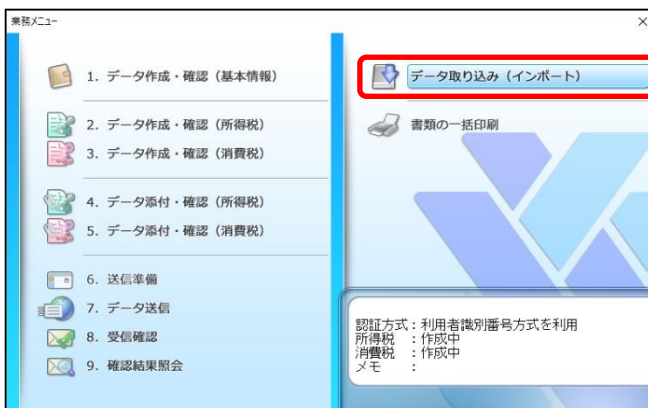 業務メニュー
1. データ作成・確認（基本情報）
2. データ作成・確認（所得税）
3. データ作成・確認（消費税）
4. データ添付・確認（所得税）
5. データ添付・確認（消費税）
6. 送信準備
7. データ送信
8. 受信確認
9. 確認結果照会
データ取り込み（インポート）
書類の一括印刷
認証方式：利用者識別番号方式を利用
所得税　：作成中
消費税　：作成中
メモ　　：